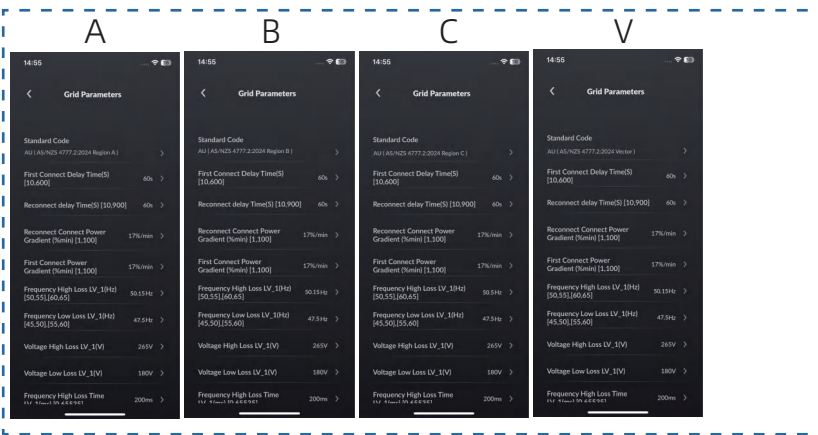 A
14:55
Grid Parameters
Standard Code
AU ( AS/NZS 4777.2:2024 Region A )
First Connect Delay Time(S)
[10,600]
60s
Reconnect delay Time(S) [10,900]
60s
Reconnect Connect Power
Gradient (%min) [1,100]
17%/min
First Connect Power
Gradient (%min) [1,100]
17%/min
Frequency High Loss LV_1(Hz)
[50,55],[60,65]
50.15Hz
Frequency Low Loss LV_1(Hz)
[45,50],[55,60]
47.5Hz
Voltage High Loss LV_1(V)
265V
Voltage Low Loss LV_1(V)
180V
Frequency High Loss Time
200ms
B
14:55
Grid Parameters
Standard Code
AU ( AS/NZS 4777.2:2024 Region B )
First Connect Delay Time(S)
[10,600]
60s
Reconnect delay Time(S) [10,900]
60s
Reconnect Connect Power
Gradient (%min) [1,100]
17%/min
First Connect Power
Gradient (%min) [1,100]
17%/min
Frequency High Loss LV_1(Hz)
[50,55],[60,65]
50.15Hz
Frequency Low Loss LV_1(Hz)
[45,50],[55,60]
47.5Hz
Voltage High Loss LV_1(V)
265V
Voltage Low Loss LV_1(V)
180V
Frequency High Loss Time
200ms
C
14:55
Grid Parameters
Standard Code
AU ( AS/NZS 4777.2:2024 Region C )
First Connect Delay Time(S)
[10,600]
60s
Reconnect delay Time(S) [10,900]
60s
Reconnect Connect Power
Gradient (%min) [1,100]
17%/min
First Connect Power
Gradient (%min) [1,100]
17%/min
Frequency High Loss LV_1(Hz)
[50,55],[60,65]
50.5Hz
Frequency Low Loss LV_1(Hz)
[45,50],[55,60]
47.5Hz
Voltage High Loss LV_1(V)
265V
Voltage Low Loss LV_1(V)
180V
Frequency High Loss Time
200ms
V
14:55
Grid Parameters
Standard Code
AU ( AS/NZS 4777.2:2024 Vector )
First Connect Delay Time(S)
[10,600]
60s
Reconnect delay Time(S) [10,900]
60s
Reconnect Connect Power
Gradient (%min) [1,100]
17%/min
First Connect Power
Gradient (%min) [1,100]
17%/min
Frequency High Loss LV_1(Hz)
[50,55],[60,65]
50.15Hz
Frequency Low Loss LV_1(Hz)
[45,50],[55,60]
47.5Hz
Voltage High Loss LV_1(V)
265V
Voltage Low Loss LV_1(V)
180V
Frequency High Loss Time
200ms